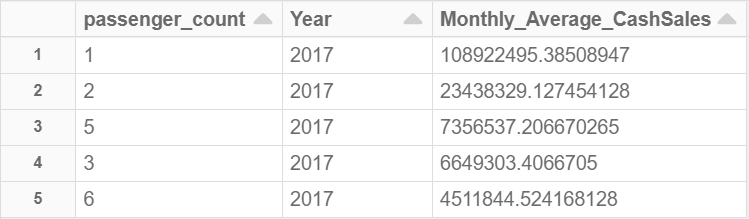 passenger_count Year Monthly_Average_CashSales
1 1 2017 108922495.38508947
2 2 2017 23438329.127454128
3 5 2017 7356537.206670265
4 3 2017 6649303.4066705
5 6 2017 4511844.524168128